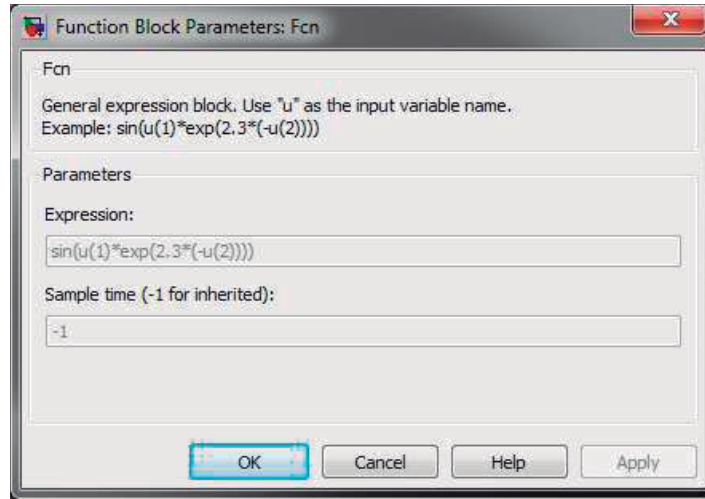 Function Block Parameters: Fcn
Fcn
General expression block. Use "u" as the input variable name.
Example: sin(u(1)*exp(2.3*(-u(2))))
Parameters
Expression:
sin(u(1)*exp(2.3*(-u(2))))
Sample time (-1 for inherited):
-1
OK Cancel Help Apply